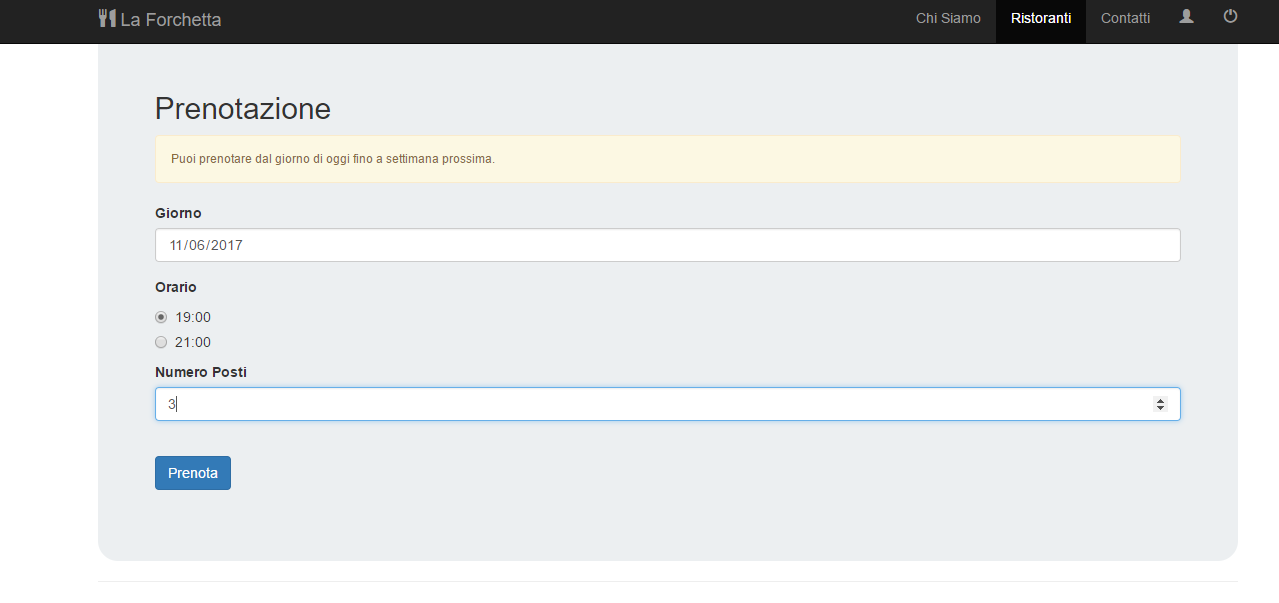 La Forchetta Chi Siamo Ristoranti Contatti
Prenotazione
Puoi prenotare dal giorno di oggi fino a settimana prossima.
Giorno
11/06/2017
Orario
19:00
21:00
Numero Posti
3
Prenota